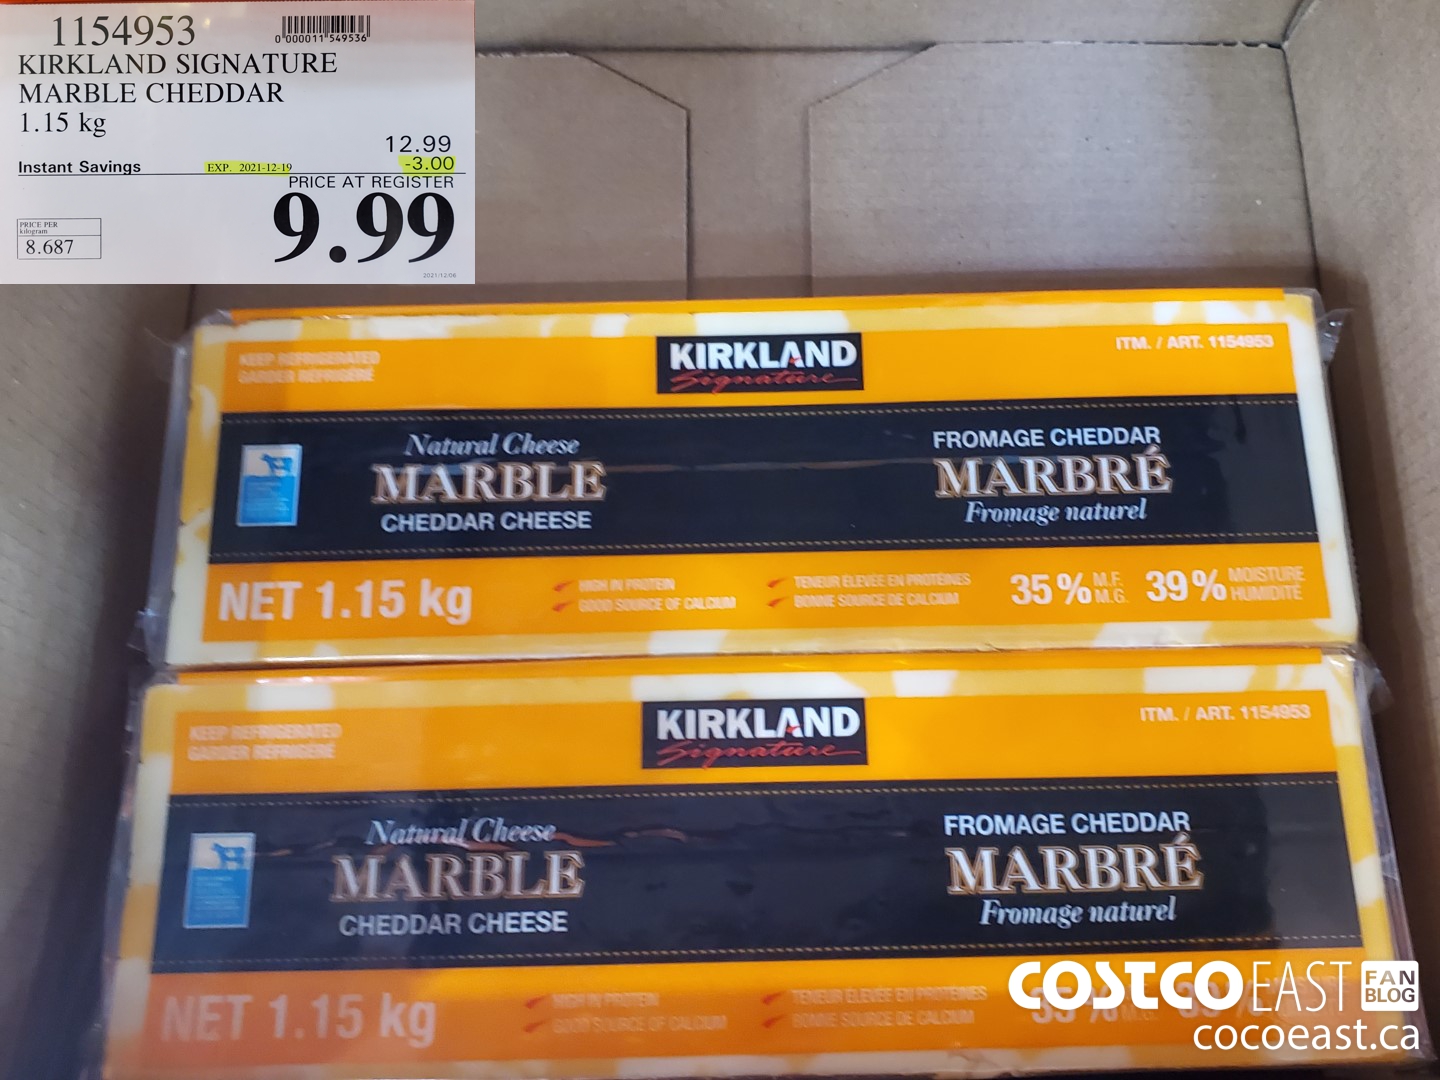 1154953
0 000011 549536
KIRKLAND SIGNATURE
MARBLE CHEDDAR
1.15 kg
12.99
Instant Savings EXP. 2021-12-19 -3.00
PRICE AT REGISTER
9.99
PRICE PER
kilogram
8.687
2021/12/06
KEEP REFRIGERATED
GARDER RÉFRIGÉRÉ
KIRKLAND
Signature
ITM. / ART. 1154953
Natural Cheese
MARBLE
CHEDDAR CHEESE
FROMAGE CHEDDAR
MARBRÉ
Fromage naturel
NET 1.15 kg
HIGH IN PROTEIN
GOOD SOURCE OF CALCIUM
TENEUR ÉLEVÉE EN PROTÉINES
BONNE SOURCE DE CALCIUM
35% M.F. M.G.
39% MOISTURE HUMIDITÉ
KEEP REFRIGERATED
GARDER RÉFRIGÉRÉ
KIRKLAND
Signature
ITM. / ART. 1154953
Natural Cheese
MARBLE
CHEDDAR CHEESE
FROMAGE CHEDDAR
MARBRÉ
Fromage naturel
NET 1.15 kg
HIGH IN PROTEIN
GOOD SOURCE OF CALCIUM
TENEUR ÉLEVÉE EN PROTÉINES
BONNE SOURCE DE CALCIUM
35%
COSTCO EAST FAN BLOG
cocoeast.ca